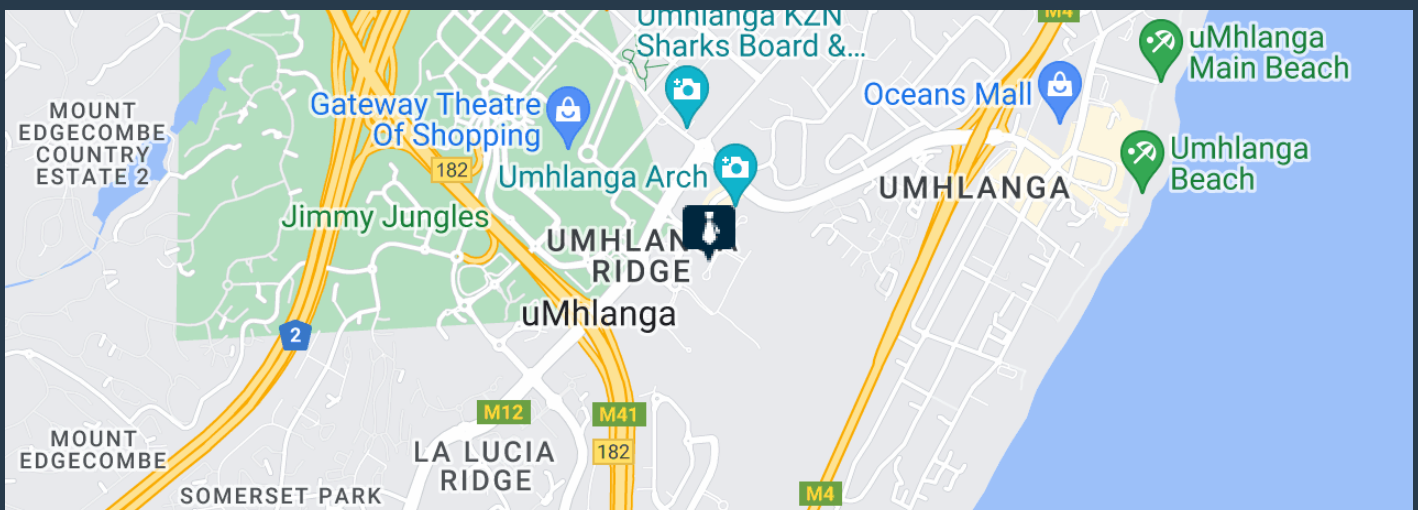 Umhlanga KZN
Sharks Board &...
M4
uMhlanga
Main Beach
Gateway Theatre
Of Shopping
Oceans Mall
MOUNT
EDGECOMBE
COUNTRY
ESTATE 2
182
Umhlanga Arch
Umhlanga
Beach
UMHLANGA
Jimmy Jungles
RIDGE
uMhlanga
2
M12
M41
MOUNT
EDGECOMBE
LA LUCIA
RIDGE
182
SOMERSET PARK
M4